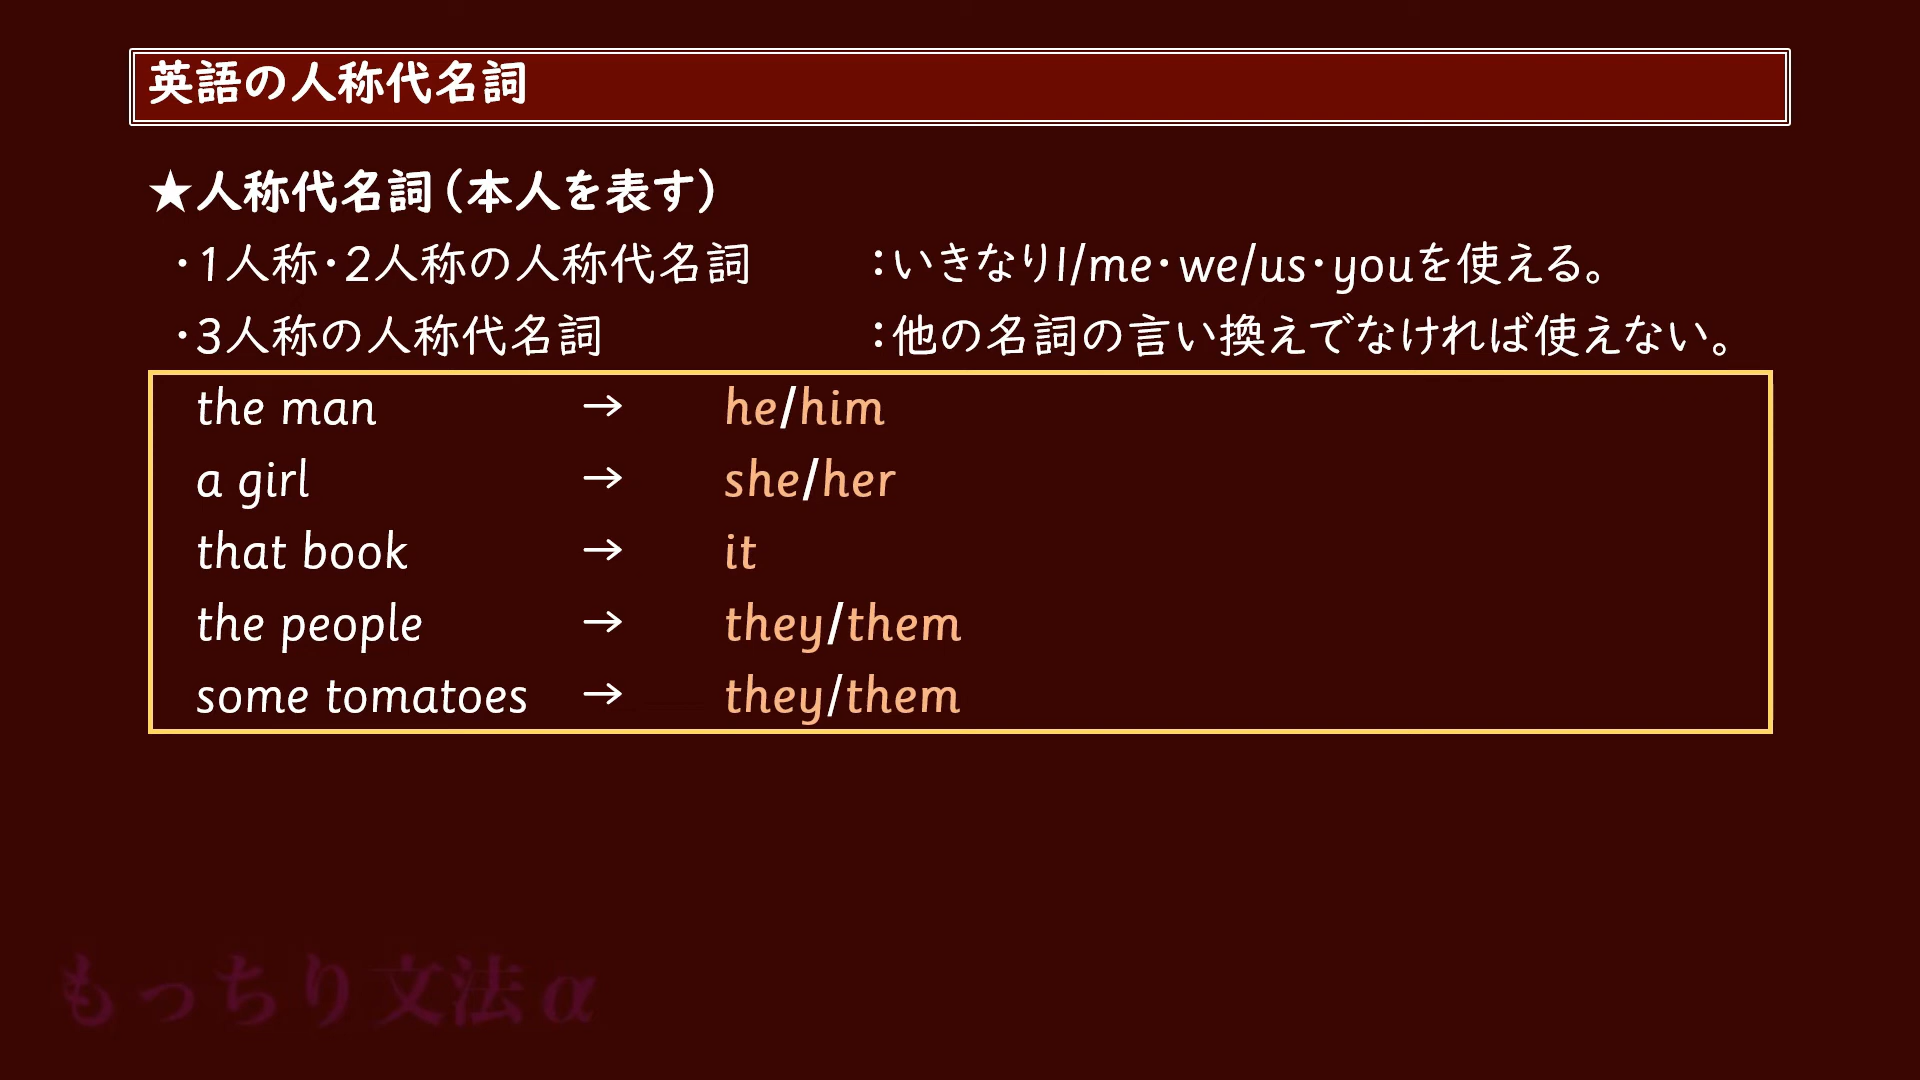 英語の人称代名詞
★人称代名詞（本人を表す）
・1人称・2人称の人称代名詞 ：いきなりI/me・we/us・youを使える。
・3人称の人称代名詞 ：他の名詞の言い換えでなければ使えない。
the man → he/him
a girl → she/her
that book → it
the people → they/them
some tomatoes → they/them
もっちり文法α